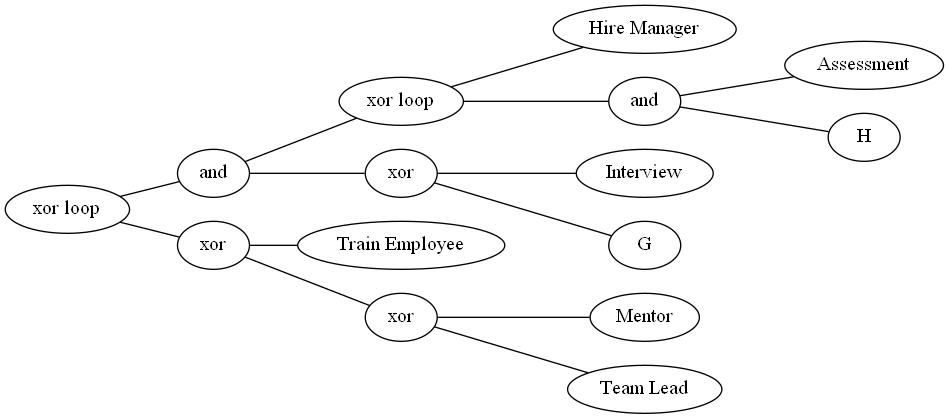 Hire Manager
Assessment
xor loop
and
H
and
xor
Interview
xor loop
xor
Train Employee
G
xor
Mentor
Team Lead